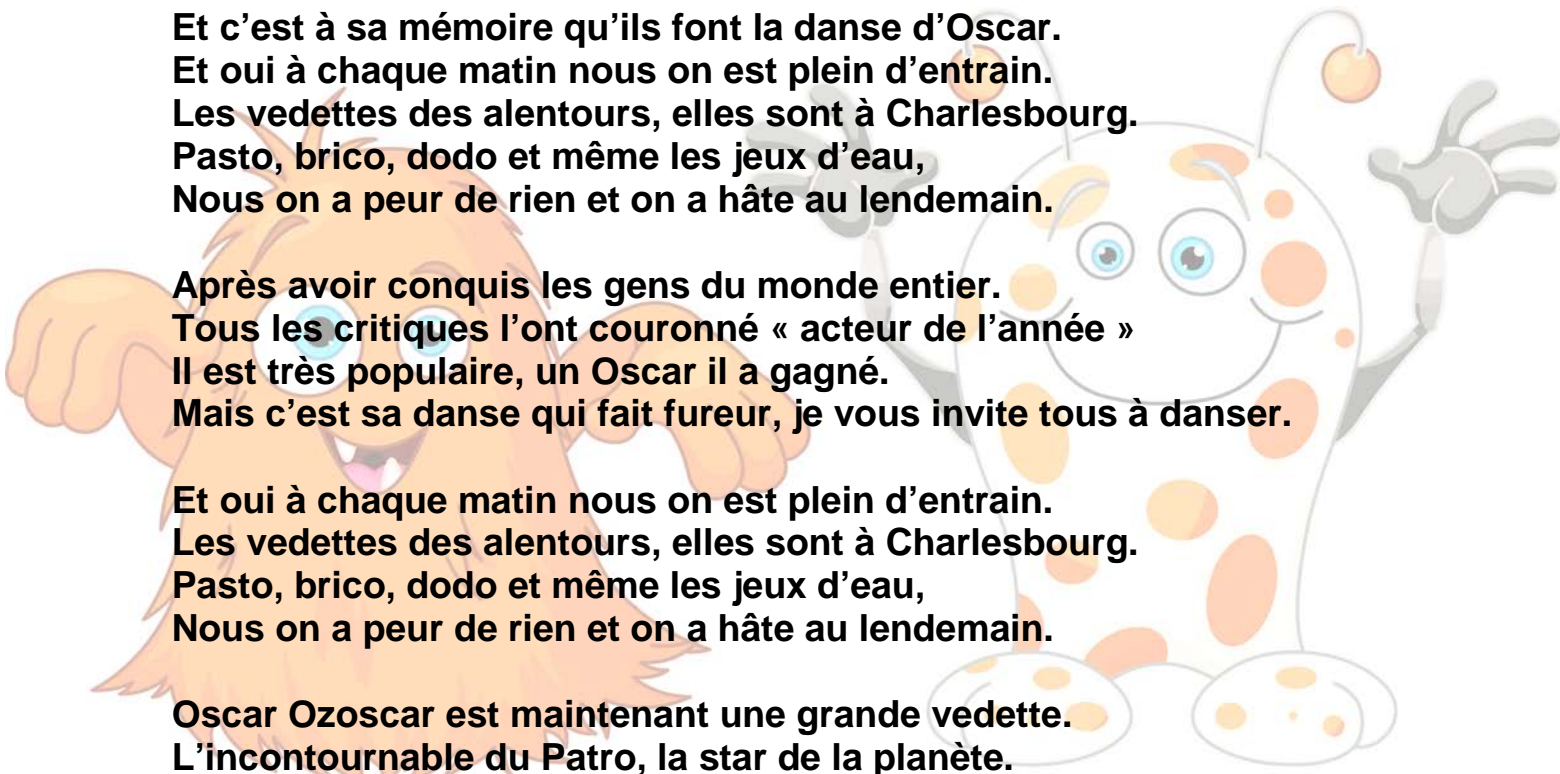 Et c’est à sa mémoire qu’ils font la danse d’Oscar.
Et oui à chaque matin nous on est plein d’entrain.
Les vedettes des alentours, elles sont à Charlesbourg.
Pasto, brico, dodo et même les jeux d’eau,
Nous on a peur de rien et on a hâte au lendemain.
Après avoir conquis les gens du monde entier.
Tous les critiques l’ont couronné « acteur de l’année »
Il est très populaire, un Oscar il a gagné.
Mais c’est sa danse qui fait fureur, je vous invite tous à danser.
Et oui à chaque matin nous on est plein d’entrain.
Les vedettes des alentours, elles sont à Charlesbourg.
Pasto, brico, dodo et même les jeux d’eau,
Nous on a peur de rien et on a hâte au lendemain.
Oscar Ozoscar est maintenant une grande vedette.
L’incontournable du Patro, la star de la planète.